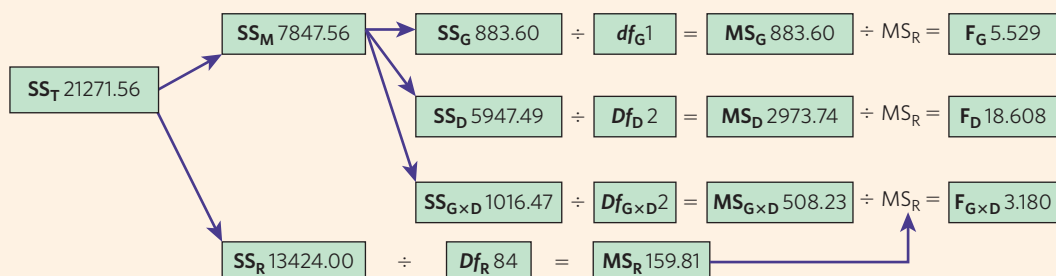 SS_M 7847.56 SS_G 883.60 ÷ df_G 1 = MS_G 883.60 ÷ MS_R = F_G 5.529
SS_T 21271.56
SS_D 5947.49 ÷ Df_D 2 = MS_D 2973.74 ÷ MS_R = F_D 18.608
SS_G×D 1016.47 ÷ Df_G×D 2 = MS_G×D 508.23 ÷ MS_R = F_G×D 3.180
SS_R 13424.00 ÷ Df_R 84 = MS_R 159.81